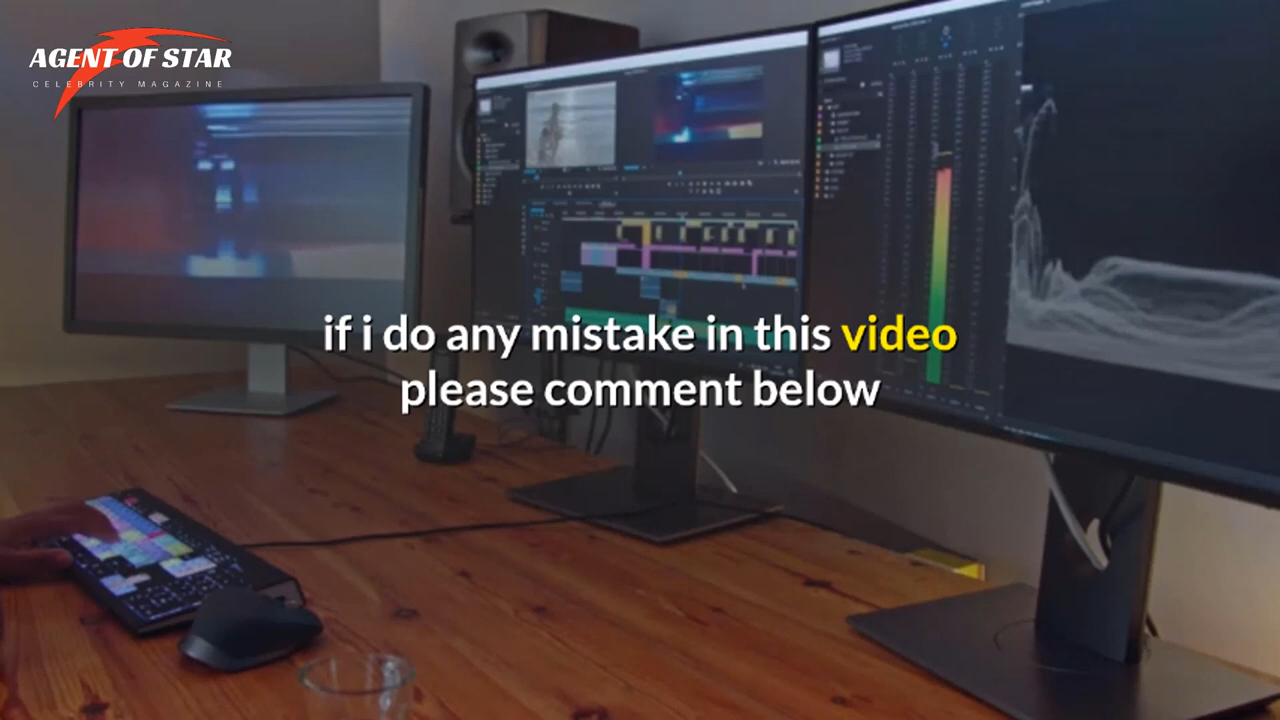 AGENT OF STAR
CELEBRITY MAGAZINE
if i do any mistake in this video
please comment below